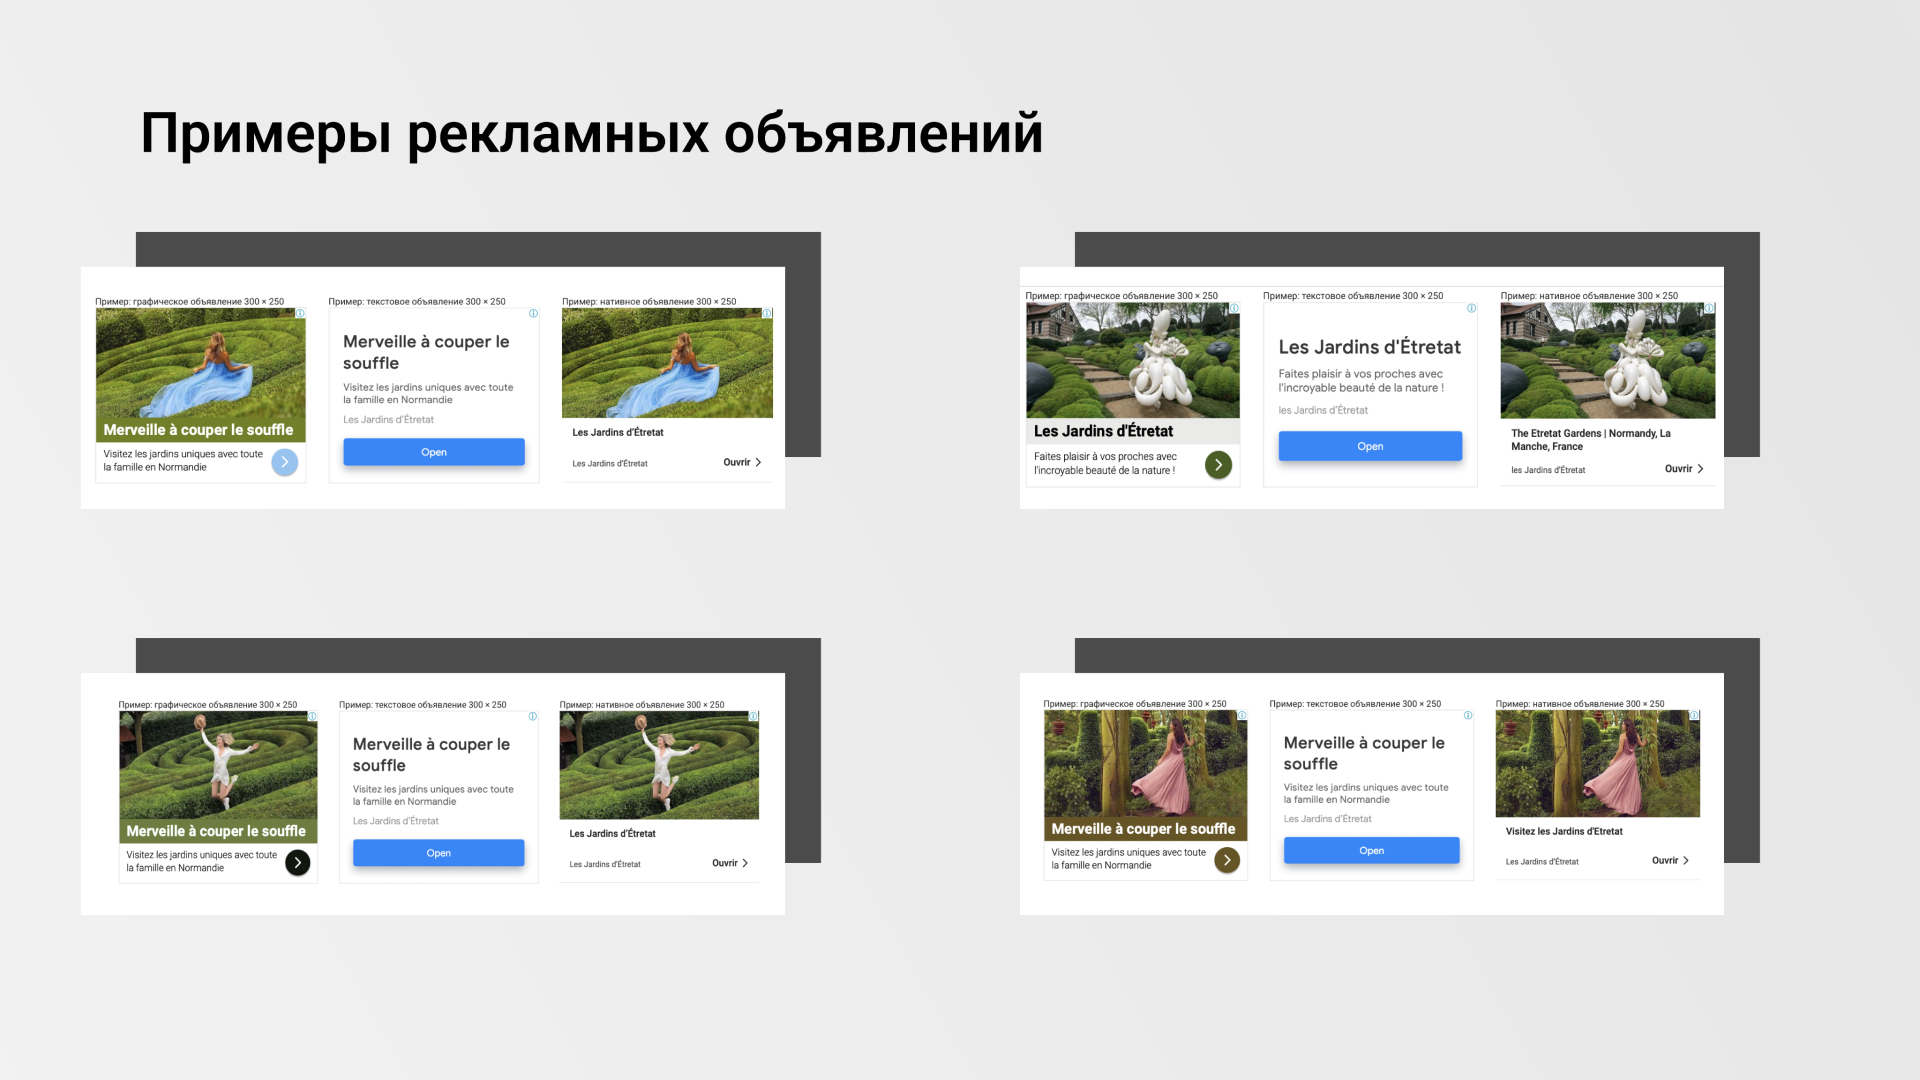 Примеры рекламных объявлений
Пример: графическое объявление 300 × 250
Merveille à couper le souffle
Visitez les jardins uniques avec toute
la famille en Normandie
Пример: текстовое объявление 300 × 250
Merveille à couper le
souffle
Visitez les jardins uniques avec toute
la famille en Normandie
Les Jardins d'Étretat
Open
Пример: нативное объявление 300 × 250
Les Jardins d'Étretat
Les Jardins d'Étretat
Ouvrir
Пример: графическое объявление 300 × 250
Les Jardins d'Étretat
Faites plaisir à vos proches avec
l'incroyable beauté de la nature !
Пример: текстовое объявление 300 × 250
Les Jardins d'Étretat
Faites plaisir à vos proches avec
l'incroyable beauté de la nature !
les Jardins d'Étretat
Open
Пример: нативное объявление 300 × 250
The Etretat Gardens | Normandy, La
Manche, France
les Jardins d'Étretat
Ouvrir
Пример: графическое объявление 300 × 250
Merveille à couper le souffle
Visitez les jardins uniques avec toute
la famille en Normandie
Пример: текстовое объявление 300 × 250
Merveille à couper le
souffle
Visitez les jardins uniques avec toute
la famille en Normandie
Les Jardins d'Étretat
Open
Пример: нативное объявление 300 × 250
Les Jardins d'Étretat
Les Jardins d'Étretat
Ouvrir
Пример: графическое объявление 300 × 250
Merveille à couper le souffle
Visitez les jardins uniques avec toute
la famille en Normandie
Пример: текстовое объявление 300 × 250
Merveille à couper le
souffle
Visitez les jardins uniques avec toute
la famille en Normandie
Les Jardins d'Étretat
Open
Пример: нативное объявление 300 × 250
Visitez les Jardins d'Etretat
Les Jardins d'Étretat
Ouvrir